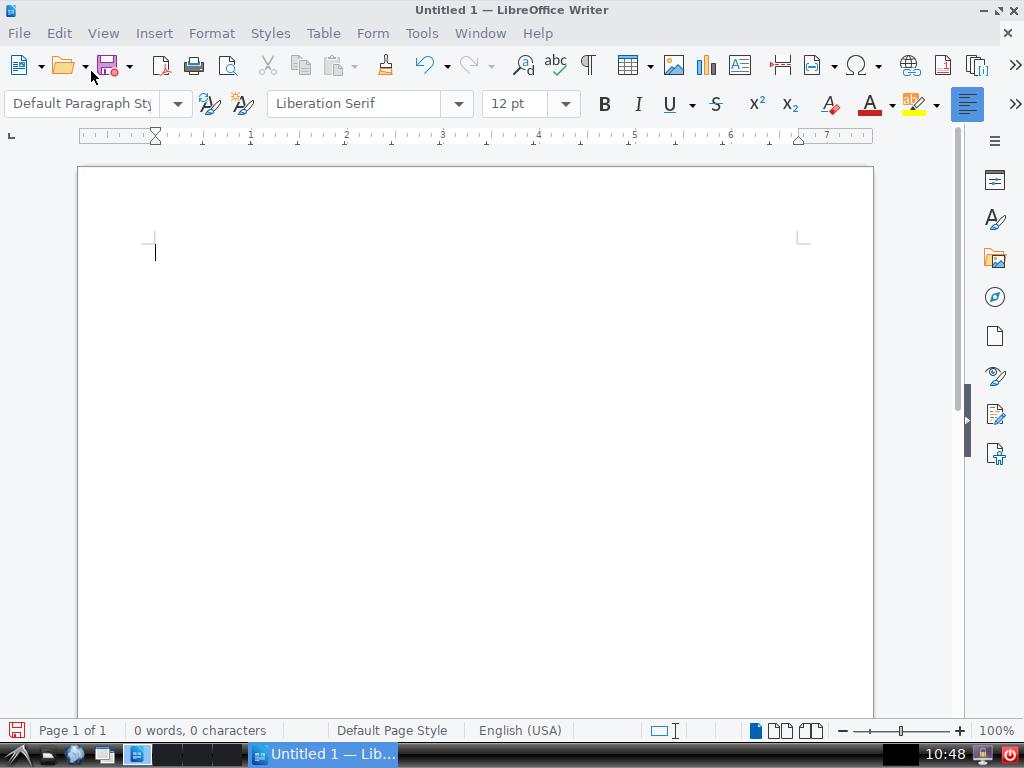 Untitled 1 — LibreOffice Writer
File Edit View Insert Format Styles Table Form Tools Window Help
Default Paragraph Sty Liberation Serif 12 pt
1 2 3 4 5 6 7
Page 1 of 1 0 words, 0 characters Default Page Style English (USA) 100%
Untitled 1 — Lib... 10:48